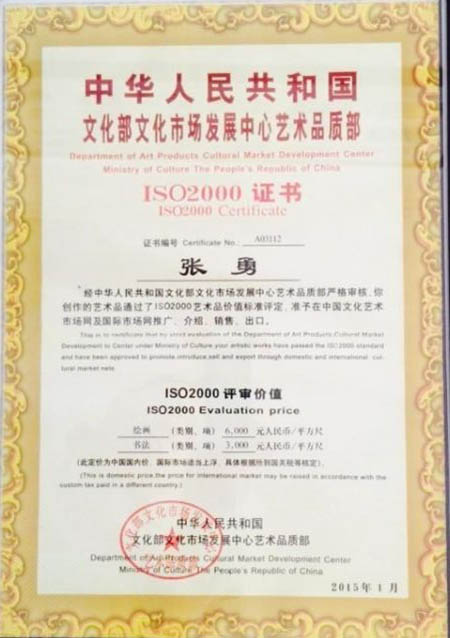 中华人民共和国
文化部文化市场发展中心艺术品质部
Department of Art Products Cultural Market Development Center
Ministry of Culture The People's Republic of China
ISO2000 证书
ISO2000 Certificate
证书编号 Certificate No.: A03112
张勇
经中华人民共和国文化部文化市场发展中心艺术品质部严格审核,你
创作的艺术品通过了ISO2000艺术品价值标准评定,准予在中国文化艺术
市场网及国际市场网推广、介绍、销售、出口。
This is to certificate that by strict evaluation of the Department of Art Products Cultural Market
Development to Center under Ministry of Culture your artistic works have passed the ISO2000 standard
and have been approved to promote, introduce, sell and export through domestic and international cul-
tural market nets.
ISO2000 评审价值
ISO2000 Evaluation price
绘画 (类别、项) 6,000 元人民币/平方尺
书法 (类别、项) 3,000 元人民币/平方尺
(此定价为中国国内价,国际市场适当上浮,具体根据所到国关税等核定)。
(This is domestic price, the price for international market may be raised in accordance with the
custom tax paid in a different country.)
中华人民共和国
文化部文化市场发展中心艺术品质部
Department of Art Products Cultural Market Development Center
Ministry of Culture The People's Republic of China
2015年1月